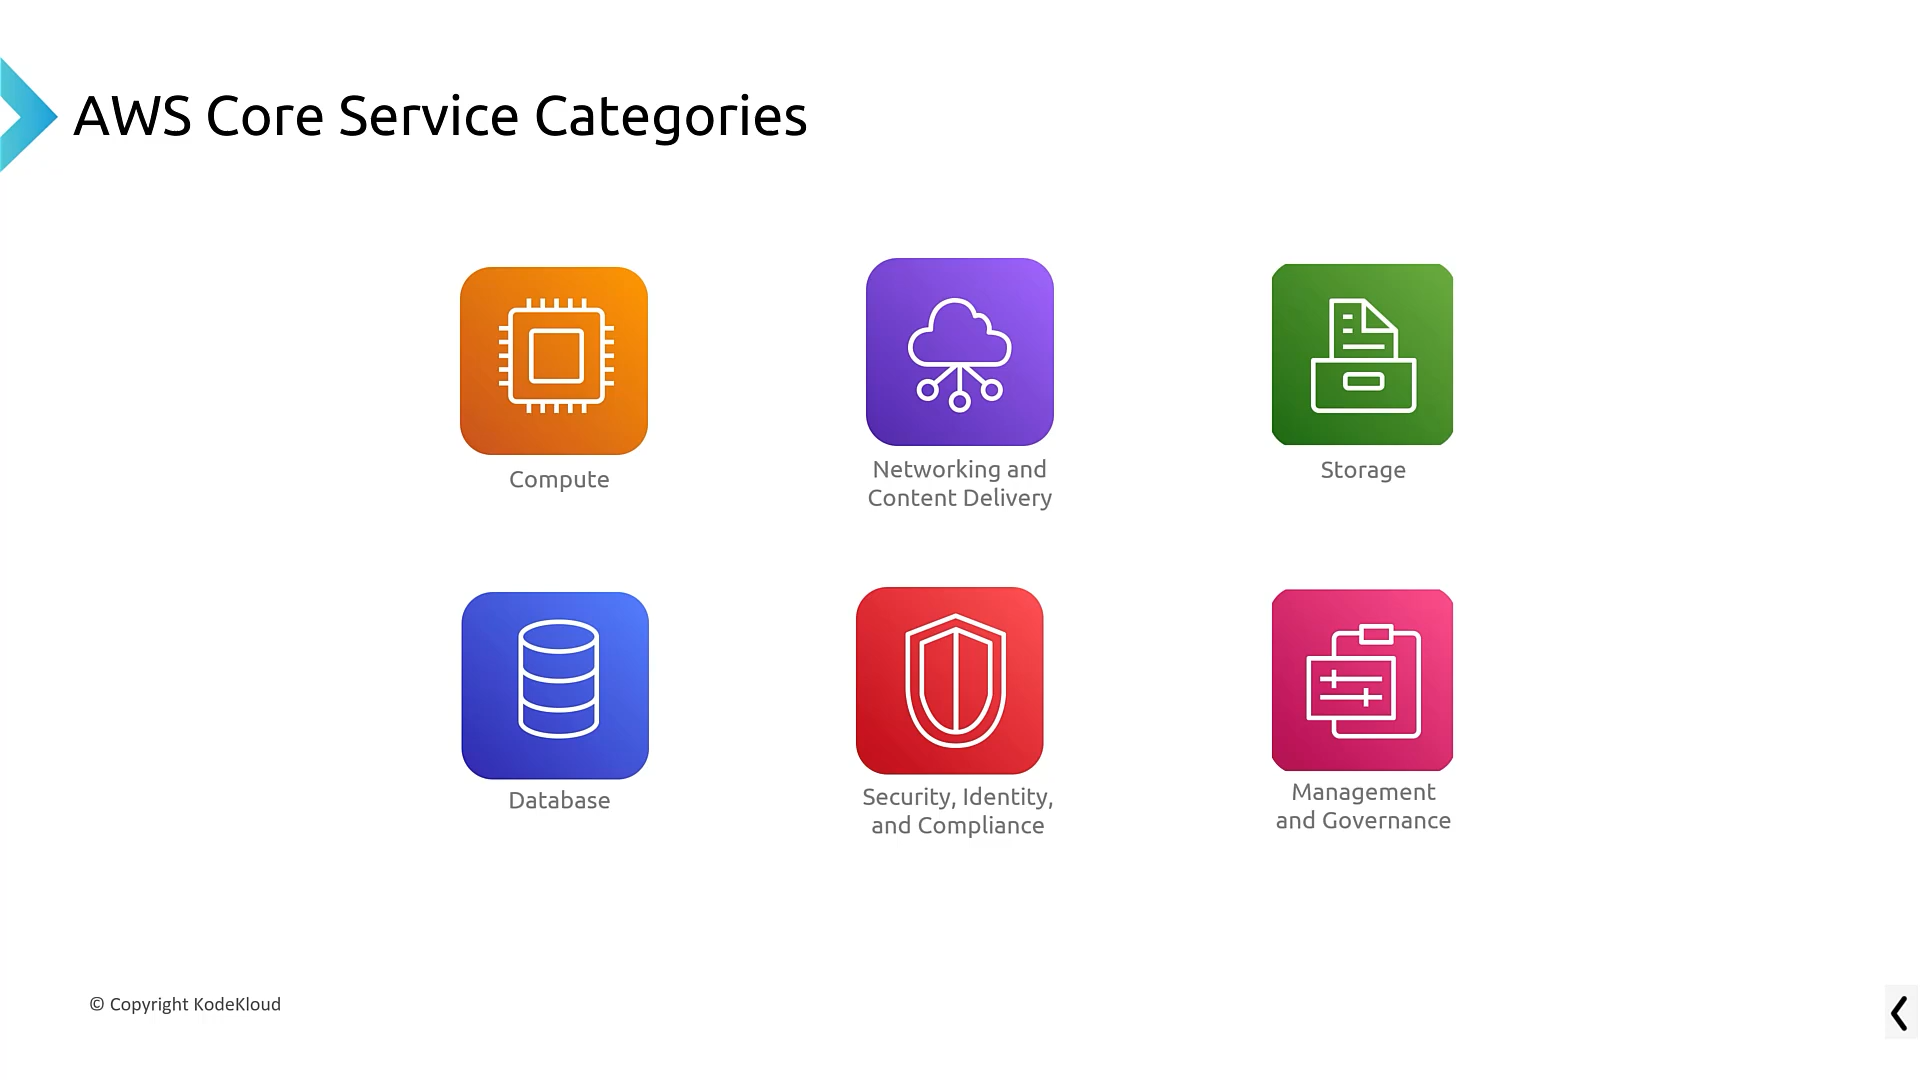 AWS Core Service Categories
Compute
Networking and
Content Delivery
Storage
Database
Security, Identity,
and Compliance
Management
and Governance
© Copyright KodeKloud